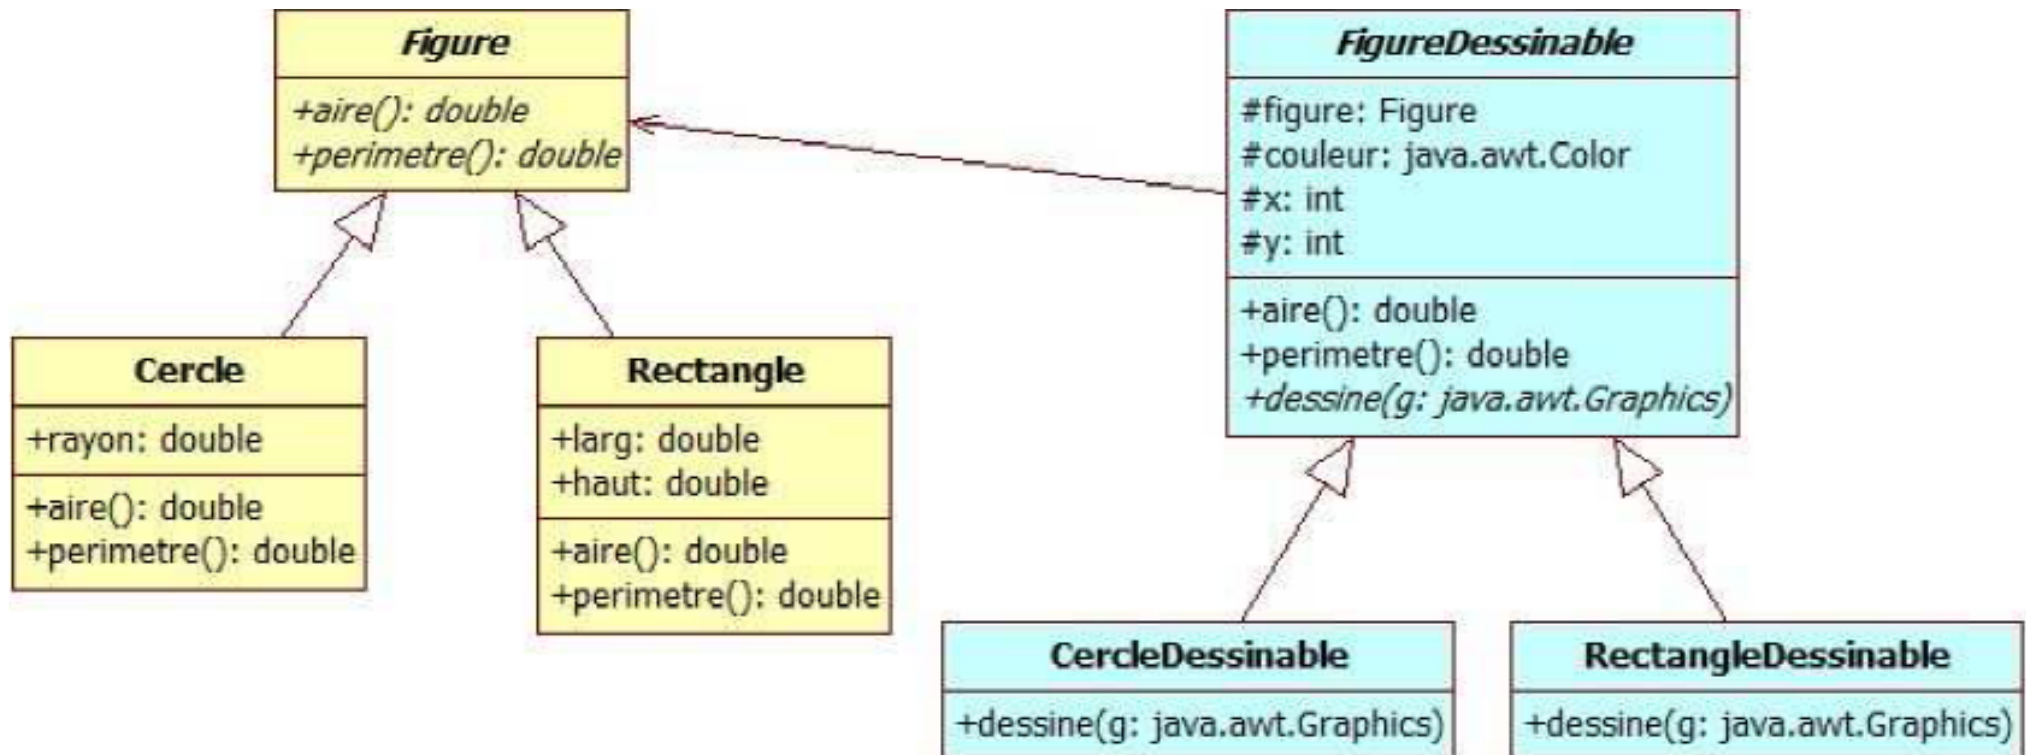 Figure
+aire(): double
+perimetre(): double
Cercle
+rayon: double
+aire(): double
+perimetre(): double
Rectangle
+larg: double
+haut: double
+aire(): double
+perimetre(): double
FigureDessinable
#figure: Figure
#couleur: java.awt.Color
#x: int
#y: int
+aire(): double
+perimetre(): double
+dessine(g: java.awt.Graphics)
CercleDessinable
+dessine(g: java.awt.Graphics)
RectangleDessinable
+dessine(g: java.awt.Graphics)